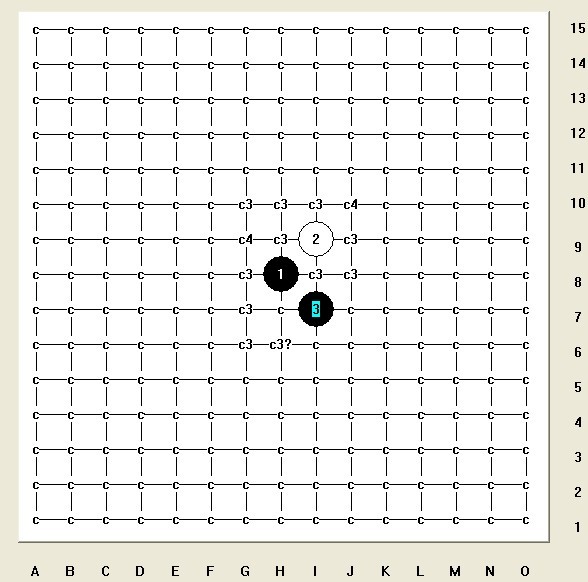 c c c c c c c c c c c c c c c 15
c c c c c c c c c c c c c c c 14
c c c c c c c c c c c c c c c 13
c c c c c c c c c c c c c c c 12
c c c c c c c c c c c c c c c 11
c c c c c c c3 c3 c3 c4 c c c c c 10
c c c c c c c4 c3 2 c3 c c c c c 9
c c c c c c c3 1 c3 c3 c c c c c 8
c c c c c c c3 c 3 c c c c c c 7
c c c c c c c3 c3? c c c c c c c 6
c c c c c c c c c c c c c c c 5
c c c c c c c c c c c c c c c 4
c c c c c c c c c c c c c c c 3
c c c c c c c c c c c c c c c 2
c c c c c c c c c c c c c c c 1
A B C D E F G H I J K L M N O